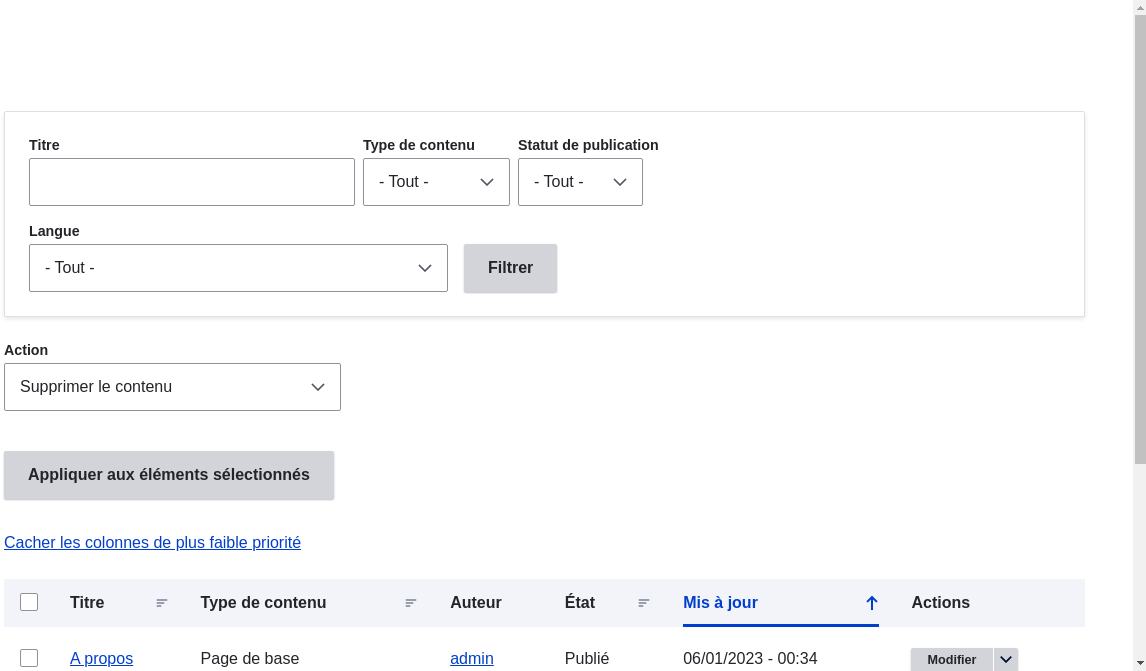 Titre Type de contenu Statut de publication
- Tout - - Tout -
Langue
- Tout - Filtrer
Action
Supprimer le contenu
Appliquer aux éléments sélectionnés
Cacher les colonnes de plus faible priorité
Titre Type de contenu Auteur État Mis à jour Actions
A propos Page de base admin Publié 06/01/2023 - 00:34 Modifier